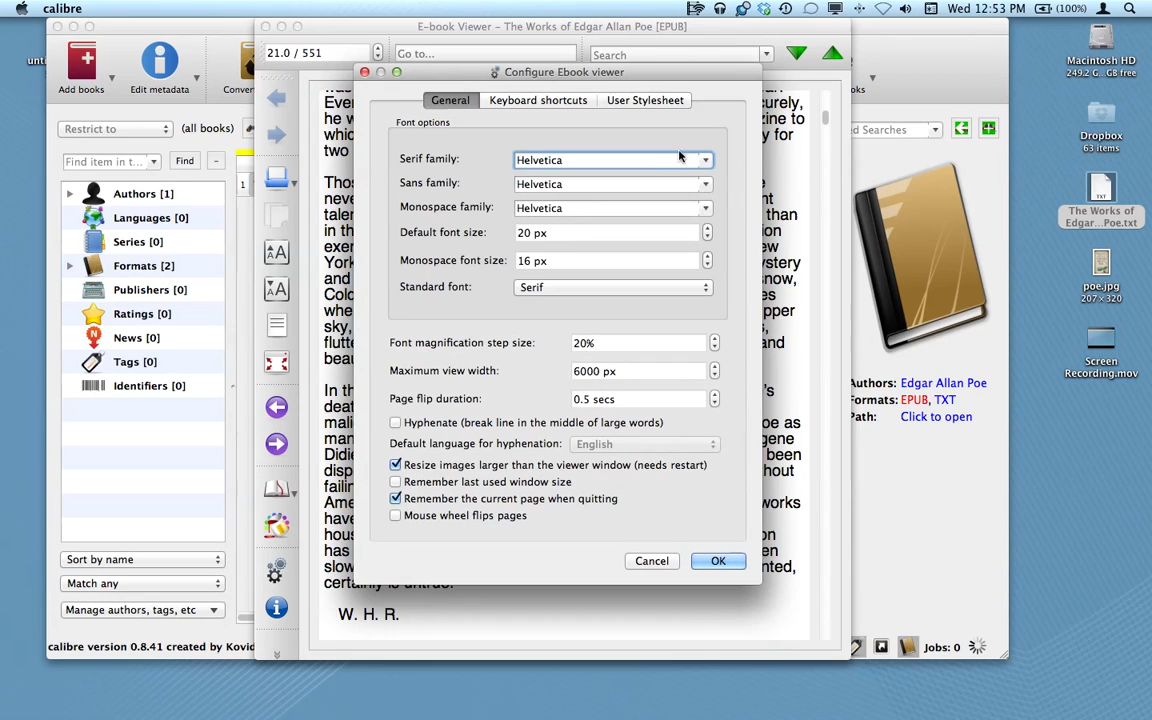 calibre
Wed 12:53 PM
(100%)
E-book Viewer – The Works of Edgar Allan Poe [EPUB]
Add books
Edit metadata
Conver
oks
21.0 / 551
Go to...
Search
Restrict to
(all books)
Find item in t...
Find
d Searches
1
Authors [1]
Languages [0]
Series [0]
Formats [2]
Publishers [0]
Ratings [0]
News [0]
Tags [0]
Identifiers [0]
Sort by name
Match any
Manage authors, tags, etc
calibre version 0.8.41 created by Kovid
Configure Ebook viewer
General
Keyboard shortcuts
User Stylesheet
Font options
Serif family:
Helvetica
Sans family:
Helvetica
Monospace family:
Helvetica
Default font size:
20 px
Monospace font size:
16 px
Standard font:
Serif
Font magnification step size:
20%
Maximum view width:
6000 px
Page flip duration:
0.5 secs
Hyphenate (break line in the middle of large words)
Default language for hyphenation:
English
Resize images larger than the viewer window (needs restart)
Remember last used window size
Remember the current page when quitting
Mouse wheel flips pages
Cancel
OK
W. H. R.
Authors: Edgar Allan Poe
Formats: EPUB, TXT
Path: Click to open
Jobs: 0
Macintosh HD
249.2 G...GB free
Dropbox
63 items
TXT
The Works of
Edgar...Poe.txt
poe.jpg
207 × 320
Screen
Recording.mov